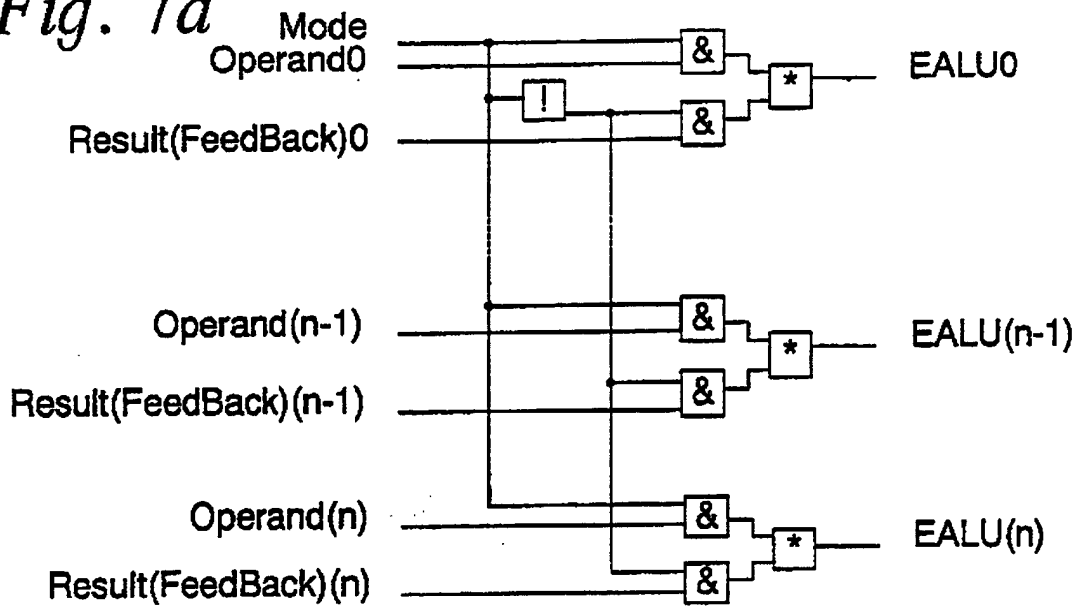 Fig. 7a
Mode
Operand0
&
EALU0
*
!
&
Result(FeedBack)0
&
Operand(n-1)
*
EALU(n-1)
&
Result(FeedBack)(n-1)
&
Operand(n)
*
EALU(n)
&
Result(FeedBack)(n)